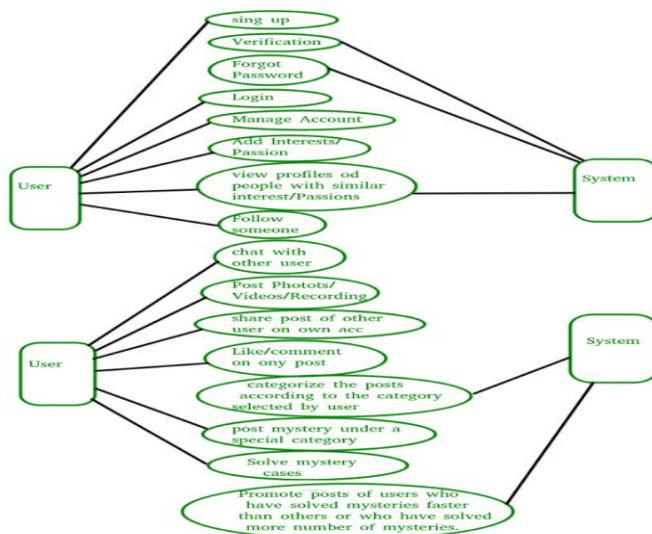 sing up
Verification
Forgot
Password
Login
Manage Account
Add Interests/
Passion
User
view profiles od
people with similar
interest/Passions
System
Follow
someone
chat with
other user
Post Photots/
Videos/Recording
share post of other
user on own acc
User
Like/comment
on ony post
System
categorize the posts
according to the category
selected by user
post mystery under a
special category
Solve mystery
cases
Promote posts of users who
have solved mysteries faster
than others or who have solved
more number of mysteries.